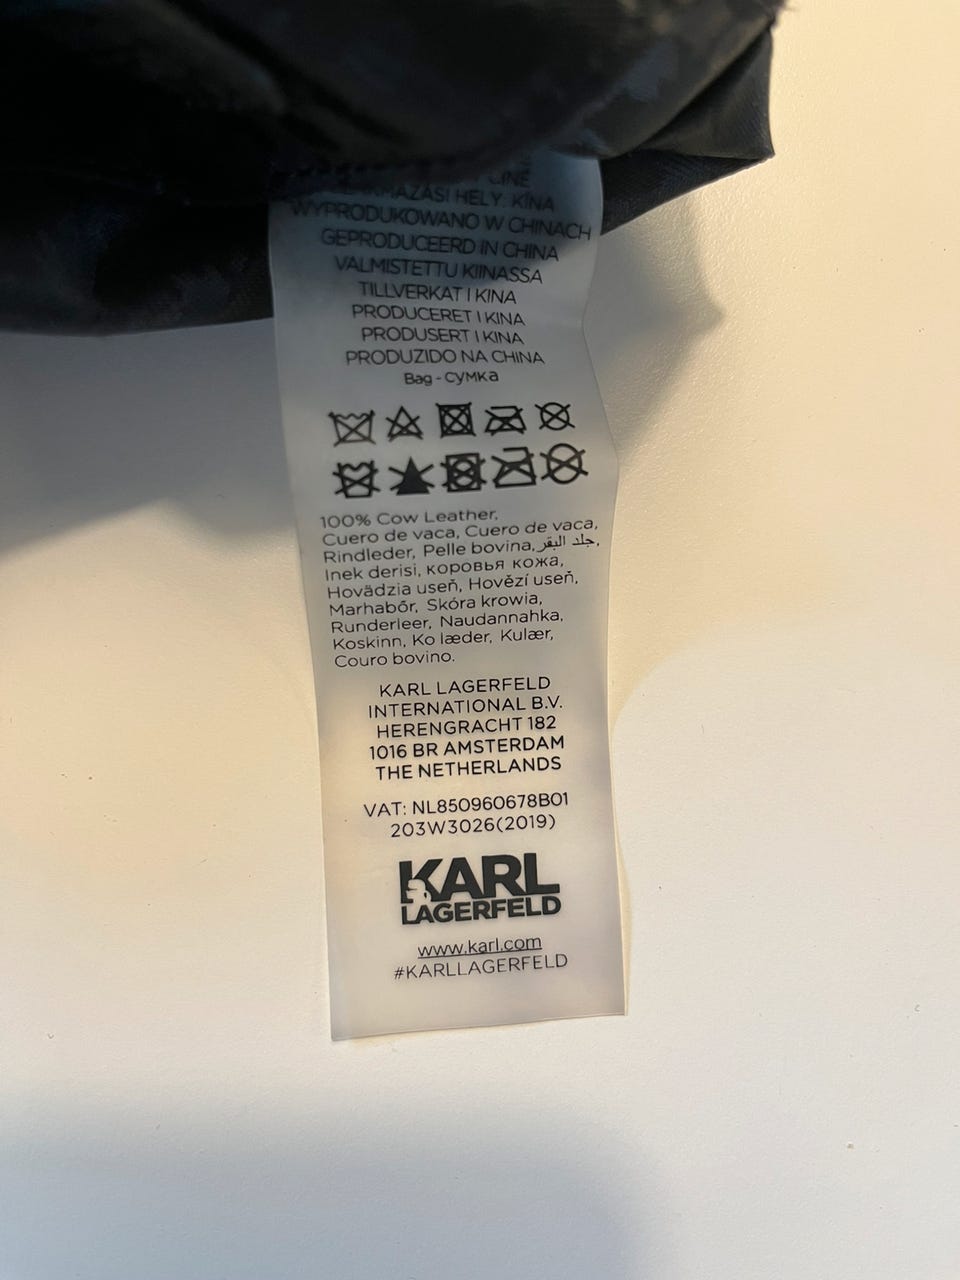 CINÉ
HELY: KÍNA
WYPRODUKOWANO W CHINACH
GEPRODUCEERD IN CHINA
VALMISTETTU KIINASSA
TILLVERKAT I KINA
PRODUCERET I KINA
PRODUSERT I KINA
PRODUZIDO NA CHINA
Bag - сумка
100% Cow Leather,
Cuero de vaca, Cuero de vaca,
Rindleder, Pelle bovina, جلد البقر,
Inek derisi, коровья кожа,
Hovädzia useň, Hovězí useň,
Marhabőr, Skóra krowia,
Runderleer, Naudannahka,
Koskinn, Ko læder, Kulær,
Couro bovino.
KARL LAGERFELD
INTERNATIONAL B.V.
HERENGRACHT 182
1016 BR AMSTERDAM
THE NETHERLANDS
VAT: NL850960678B01
203W3026(2019)
KARL
LAGERFELD
www.karl.com
#KARLLAGERFELD